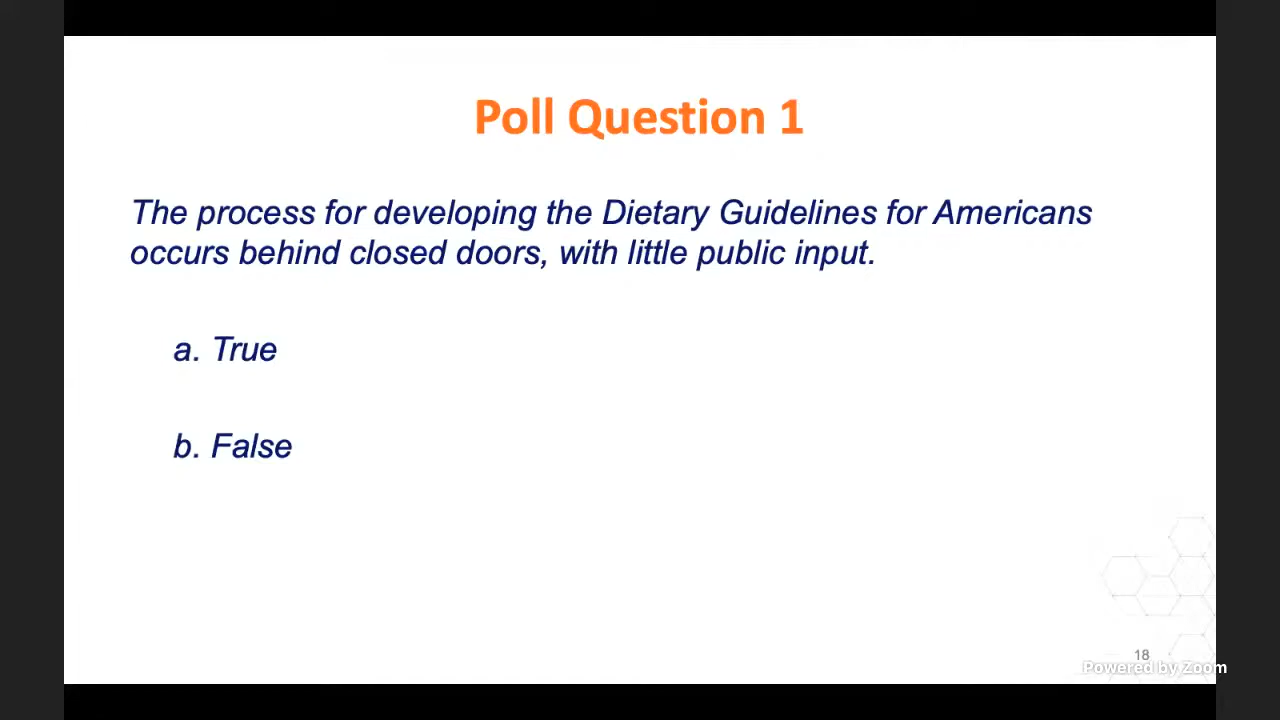 Poll Question 1
The process for developing the Dietary Guidelines for Americans
occurs behind closed doors, with little public input.
a. True
b. False
18
Powered by Zoom